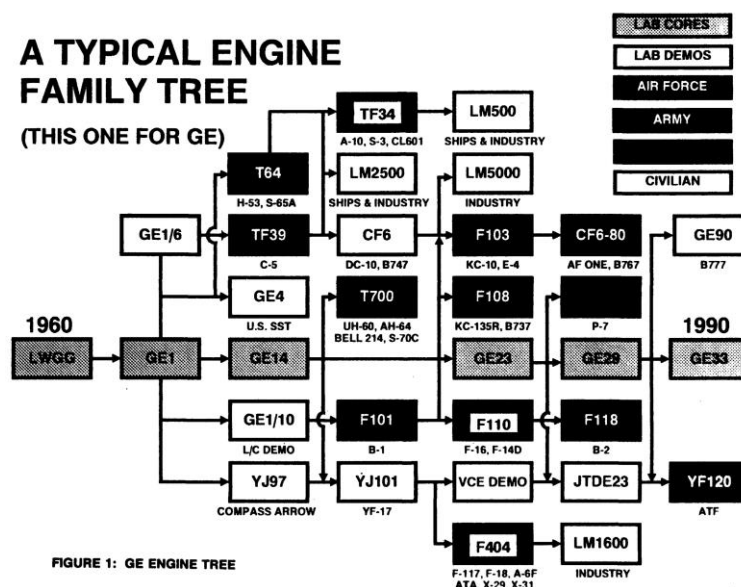 A TYPICAL ENGINE
FAMILY TREE
(THIS ONE FOR GE)
LAB CORES
LAB DEMOS
AIR FORCE
ARMY
CIVILIAN
TF34
A-10, S-3, CL601
LM500
SHIPS & INDUSTRY
T64
H-53, S-65A
LM2500
SHIPS & INDUSTRY
LM5000
INDUSTRY
GE1/6
TF39
C-5
CF6
DC-10, B747
F103
KC-10, E-4
CF6-80
AF ONE, B767
GE90
B777
GE4
U.S. SST
T700
UH-60, AH-64
BELL 214, S-70C
F108
KC-135R, B737
P-7
1960
1990
LWGG
GE1
GE14
GE23
GE29
GE33
GE1/10
L/C DEMO
F101
B-1
F110
F-16, F-14D
F118
B-2
YJ97
COMPASS ARROW
YJ101
YF-17
VCE DEMO
JTDE23
YF120
ATF
F404
F-117, F-18, A-6F
ATA, X-29, X-31
LM1600
INDUSTRY
FIGURE 1: GE ENGINE TREE